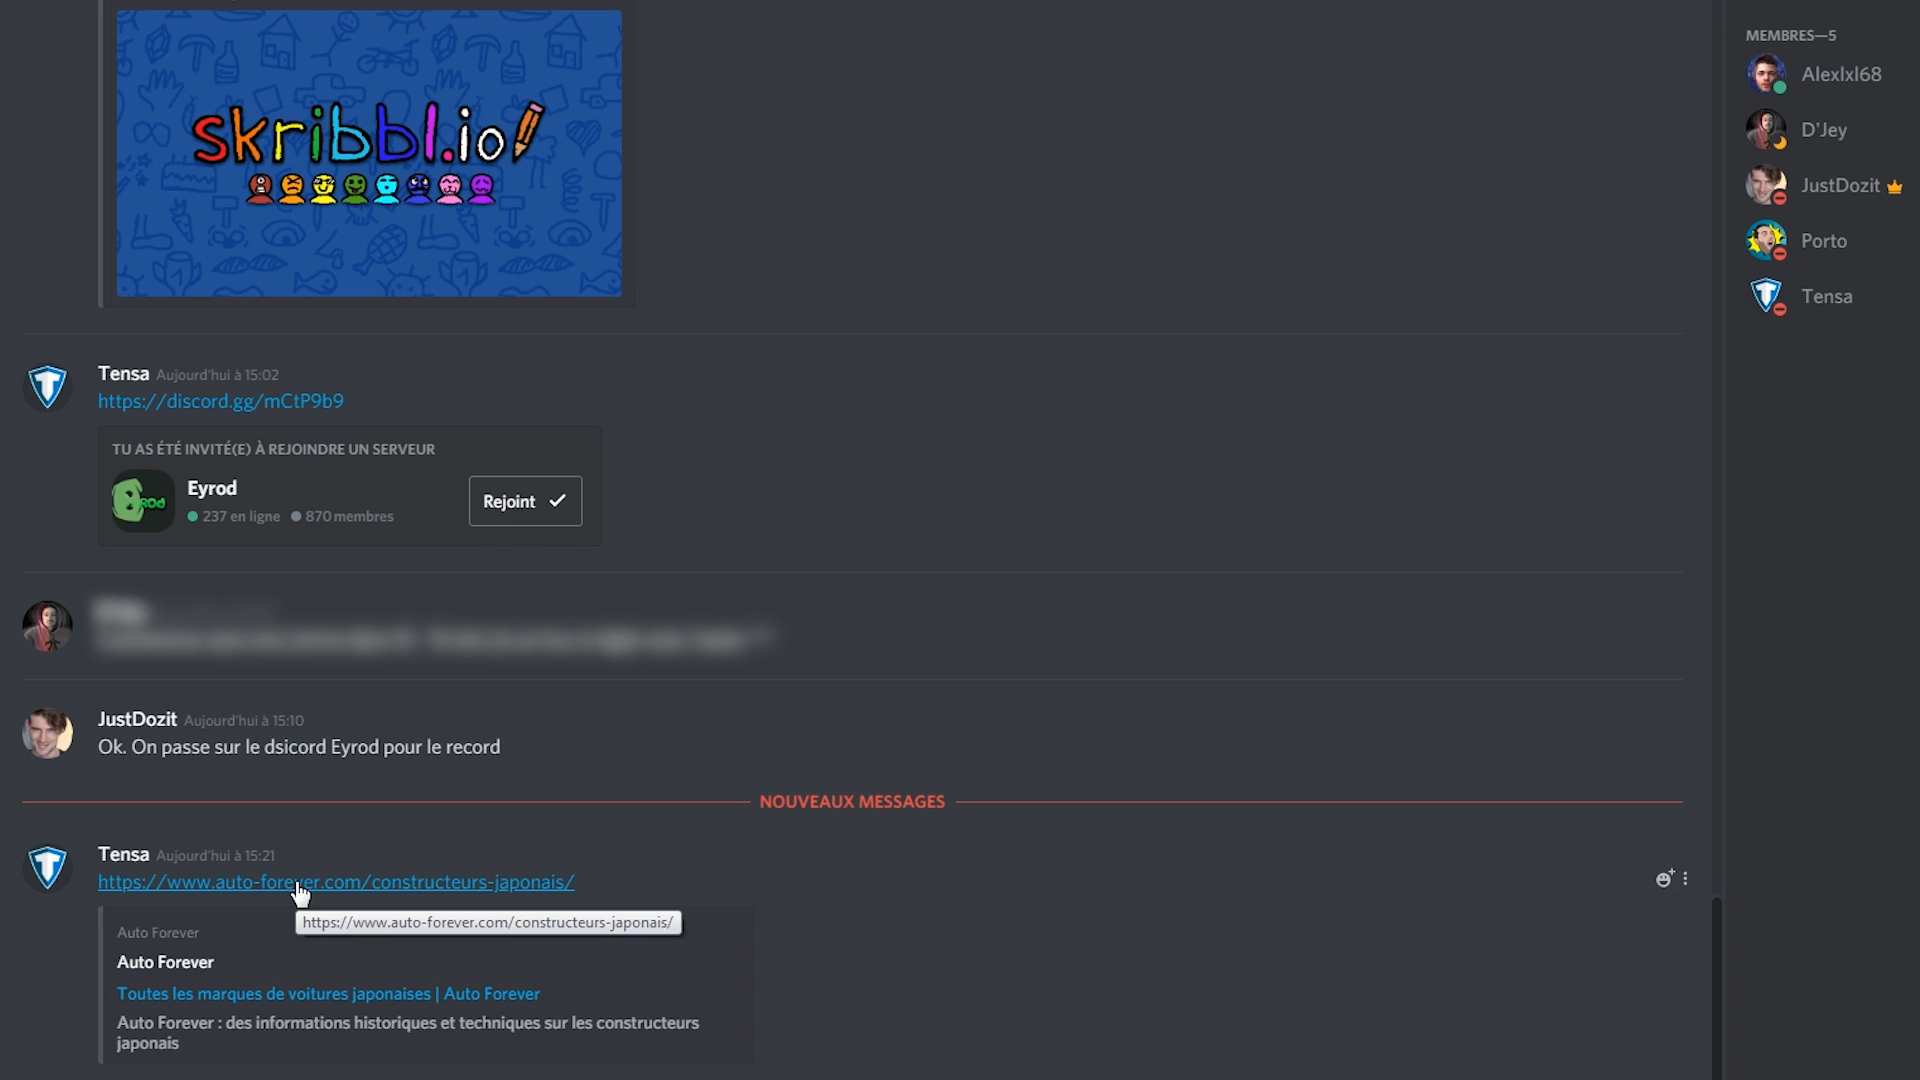 skribbl.io
Tensa Aujourd'hui à 15:02
https://discord.gg/mCtP9b9
TU AS ÉTÉ INVITÉ(E) À REJOINDRE UN SERVEUR
ROD
Eyrod
237 en ligne 870 membres
Rejoint
JustDozit Aujourd'hui à 15:10
Ok. On passe sur le dsicord Eyrod pour le record
NOUVEAUX MESSAGES
Tensa Aujourd'hui à 15:21
https://www.auto-forever.com/constructeurs-japonais/
https://www.auto-forever.com/constructeurs-japonais/
Auto Forever
Auto Forever
Toutes les marques de voitures japonaises | Auto Forever
Auto Forever : des informations historiques et techniques sur les constructeurs
japonais
MEMBRES—5
AlexIxI68
D'Jey
JustDozit
Porto
Tensa